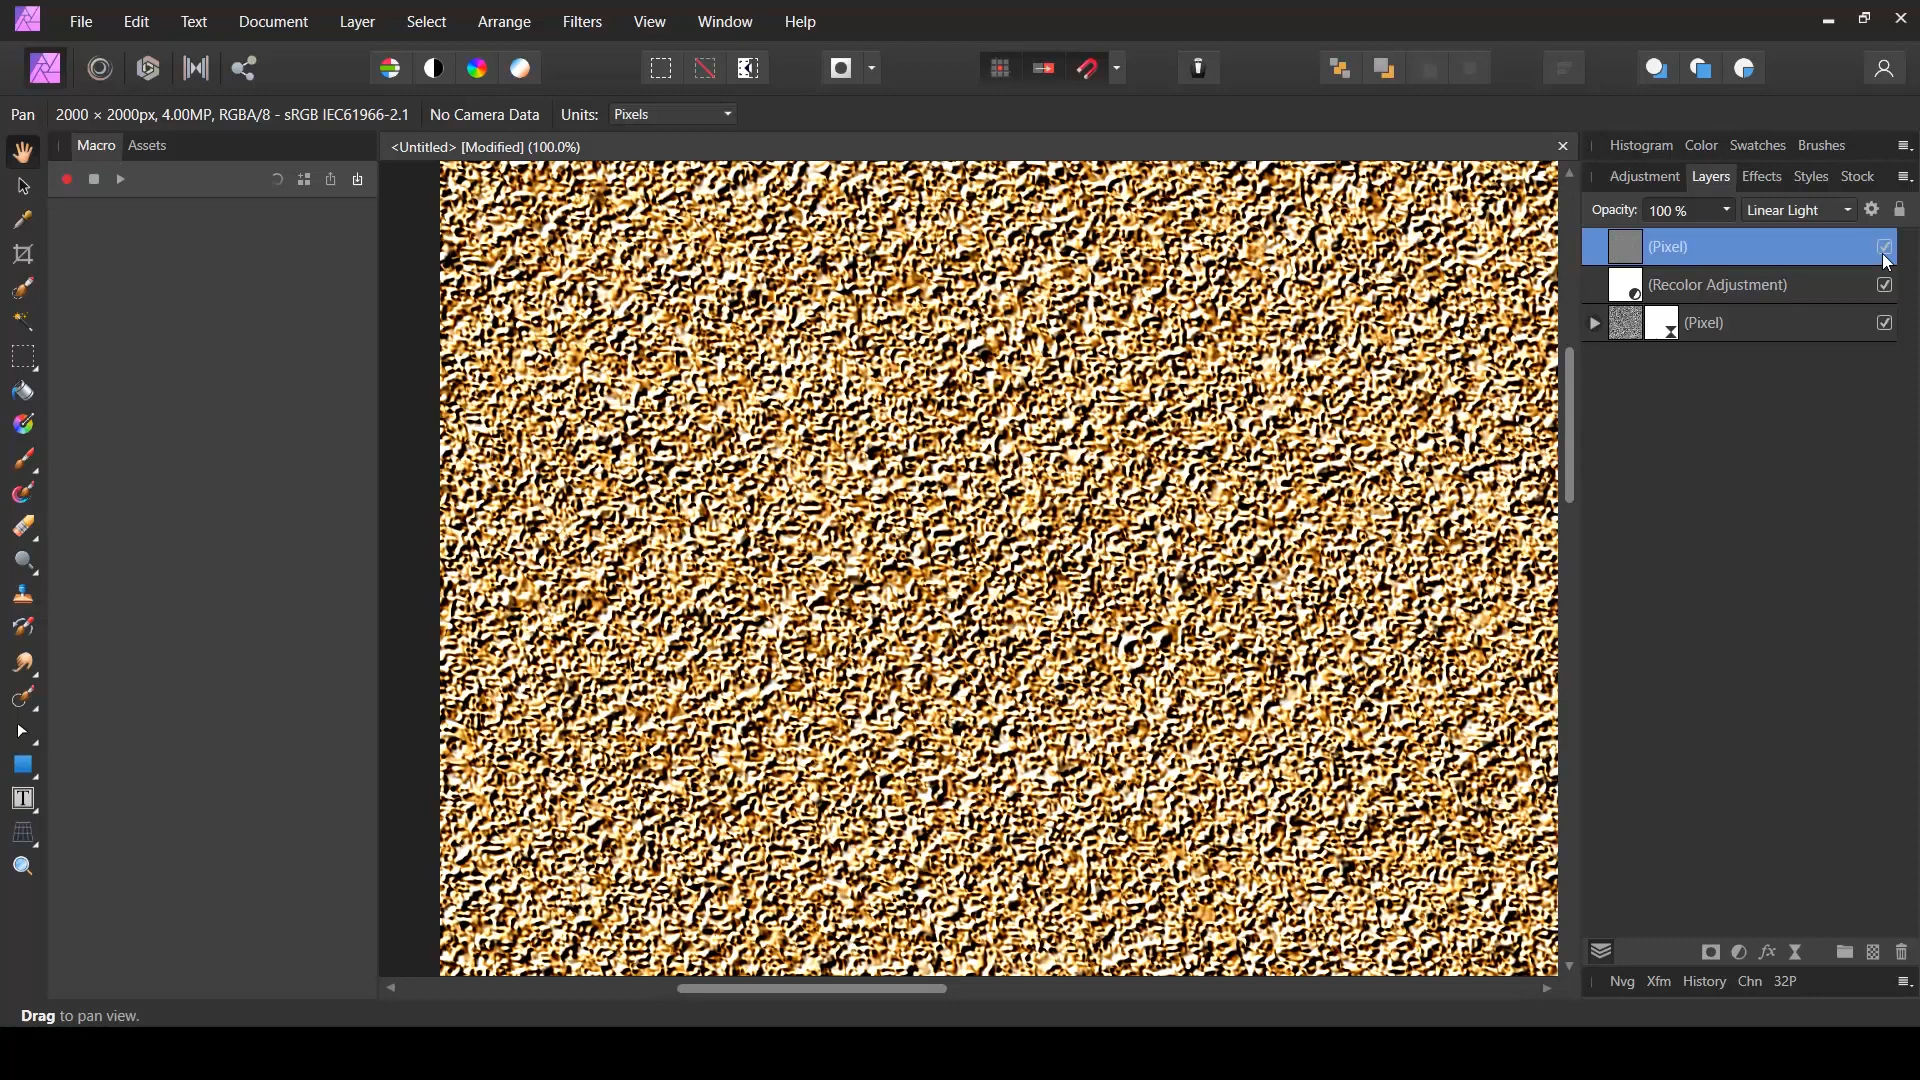 File Edit Text Document Layer Select Arrange Filters View Window Help
Pan 2000 × 2000px, 4.00MP, RGBA/8 - sRGB IEC61966-2.1 No Camera Data Units: Pixels
Macro Assets
<Untitled> [Modified] (100.0%)
Histogram Color Swatches Brushes
Adjustment Layers Effects Styles Stock
Opacity: 100 % Linear Light
(Pixel)
(Recolor Adjustment)
(Pixel)
Nvg Xfm History Chn 32P
Drag to pan view.